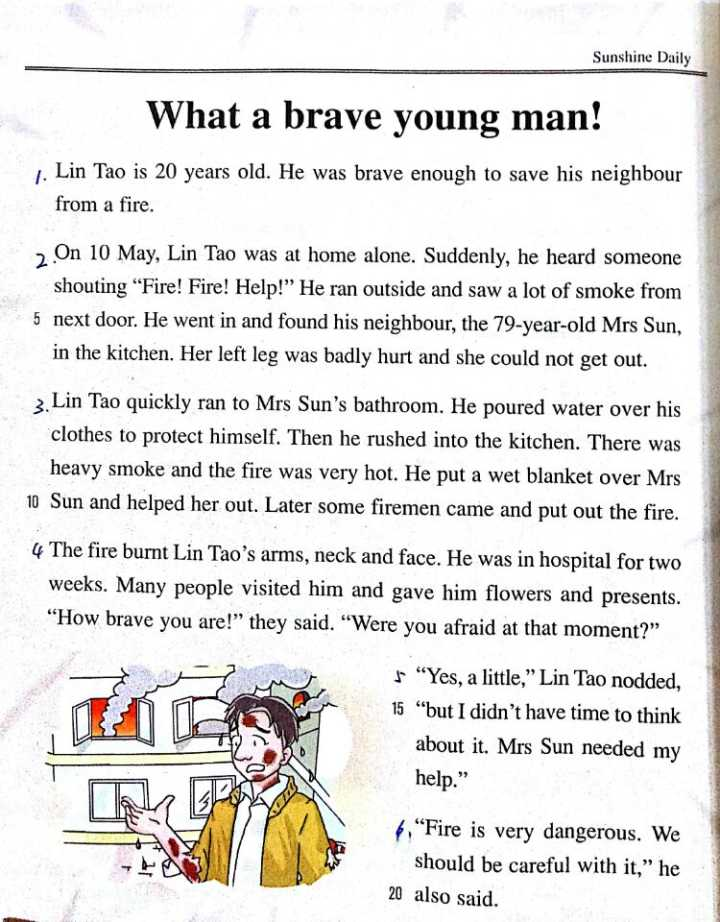 Sunshine Daily
What a brave young man!
1. Lin Tao is 20 years old. He was brave enough to save his neighbour
from a fire.
2. On 10 May, Lin Tao was at home alone. Suddenly, he heard someone
shouting “Fire! Fire! Help!” He ran outside and saw a lot of smoke from
5 next door. He went in and found his neighbour, the 79-year-old Mrs Sun,
in the kitchen. Her left leg was badly hurt and she could not get out.
3. Lin Tao quickly ran to Mrs Sun’s bathroom. He poured water over his
clothes to protect himself. Then he rushed into the kitchen. There was
heavy smoke and the fire was very hot. He put a wet blanket over Mrs
10 Sun and helped her out. Later some firemen came and put out the fire.
4 The fire burnt Lin Tao’s arms, neck and face. He was in hospital for two
weeks. Many people visited him and gave him flowers and presents.
“How brave you are!” they said. “Were you afraid at that moment?”
5 “Yes, a little,” Lin Tao nodded,
15 “but I didn’t have time to think
about it. Mrs Sun needed my
help.”
6. “Fire is very dangerous. We
should be careful with it,” he
20 also said.